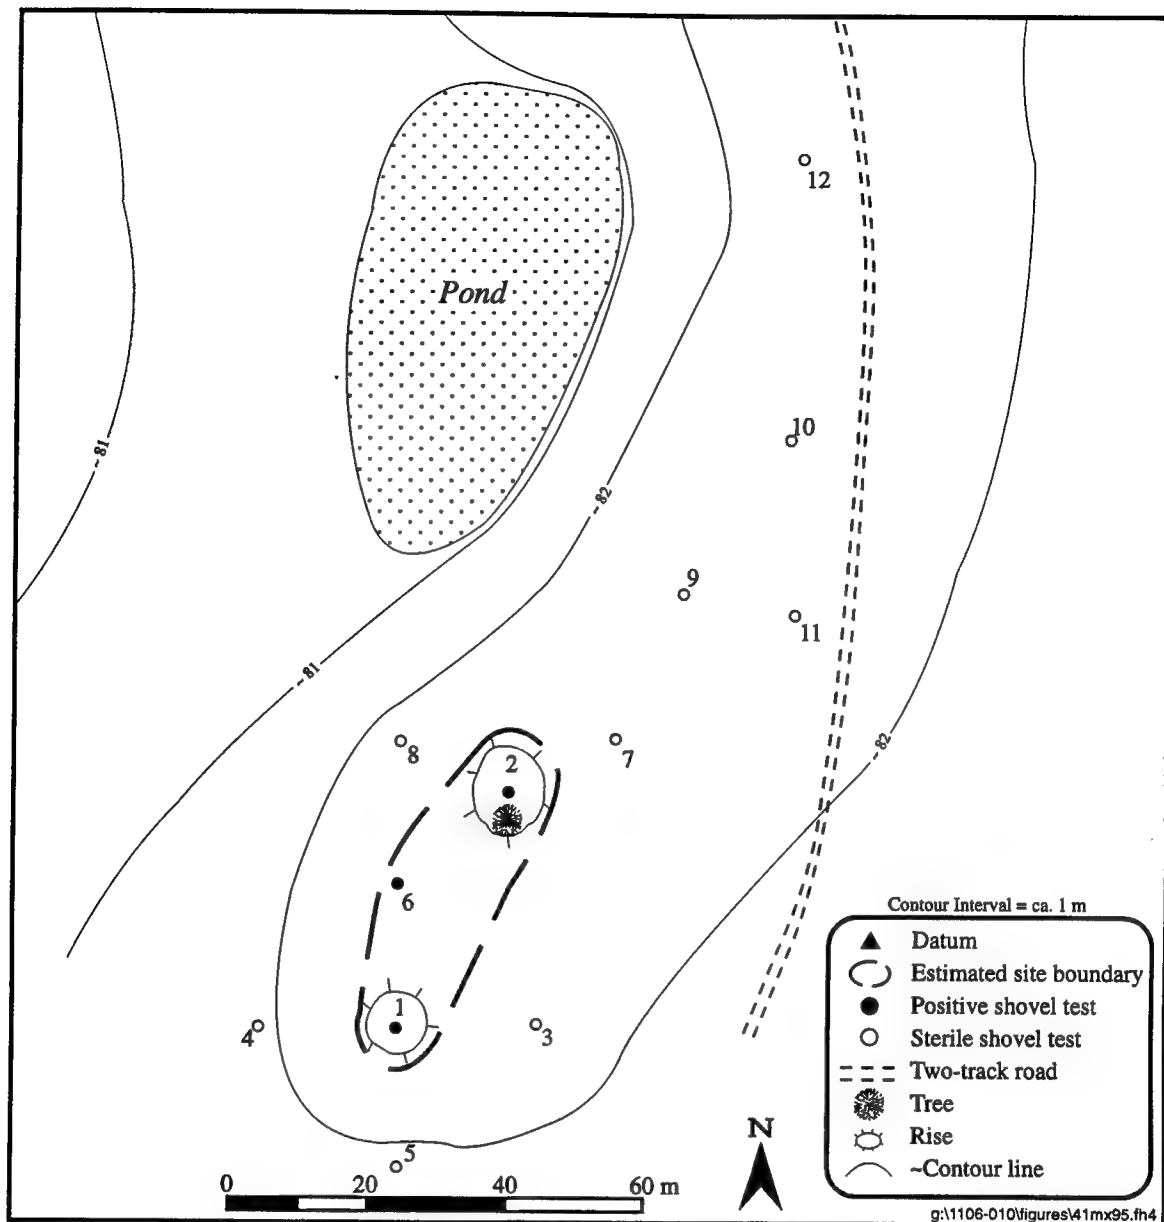 12
Pond
~ 81
10
~ 82
9
11
~ 81
8
7
~ 82
2
6
1
4
3
5
N
0 20 40 60 m
Contour Interval = ca. 1 m
Datum
Estimated site boundary
Positive shovel test
Sterile shovel test
Two-track road
Tree
Rise
~Contour line
g:\1106-010\figures\41mx95.fh4